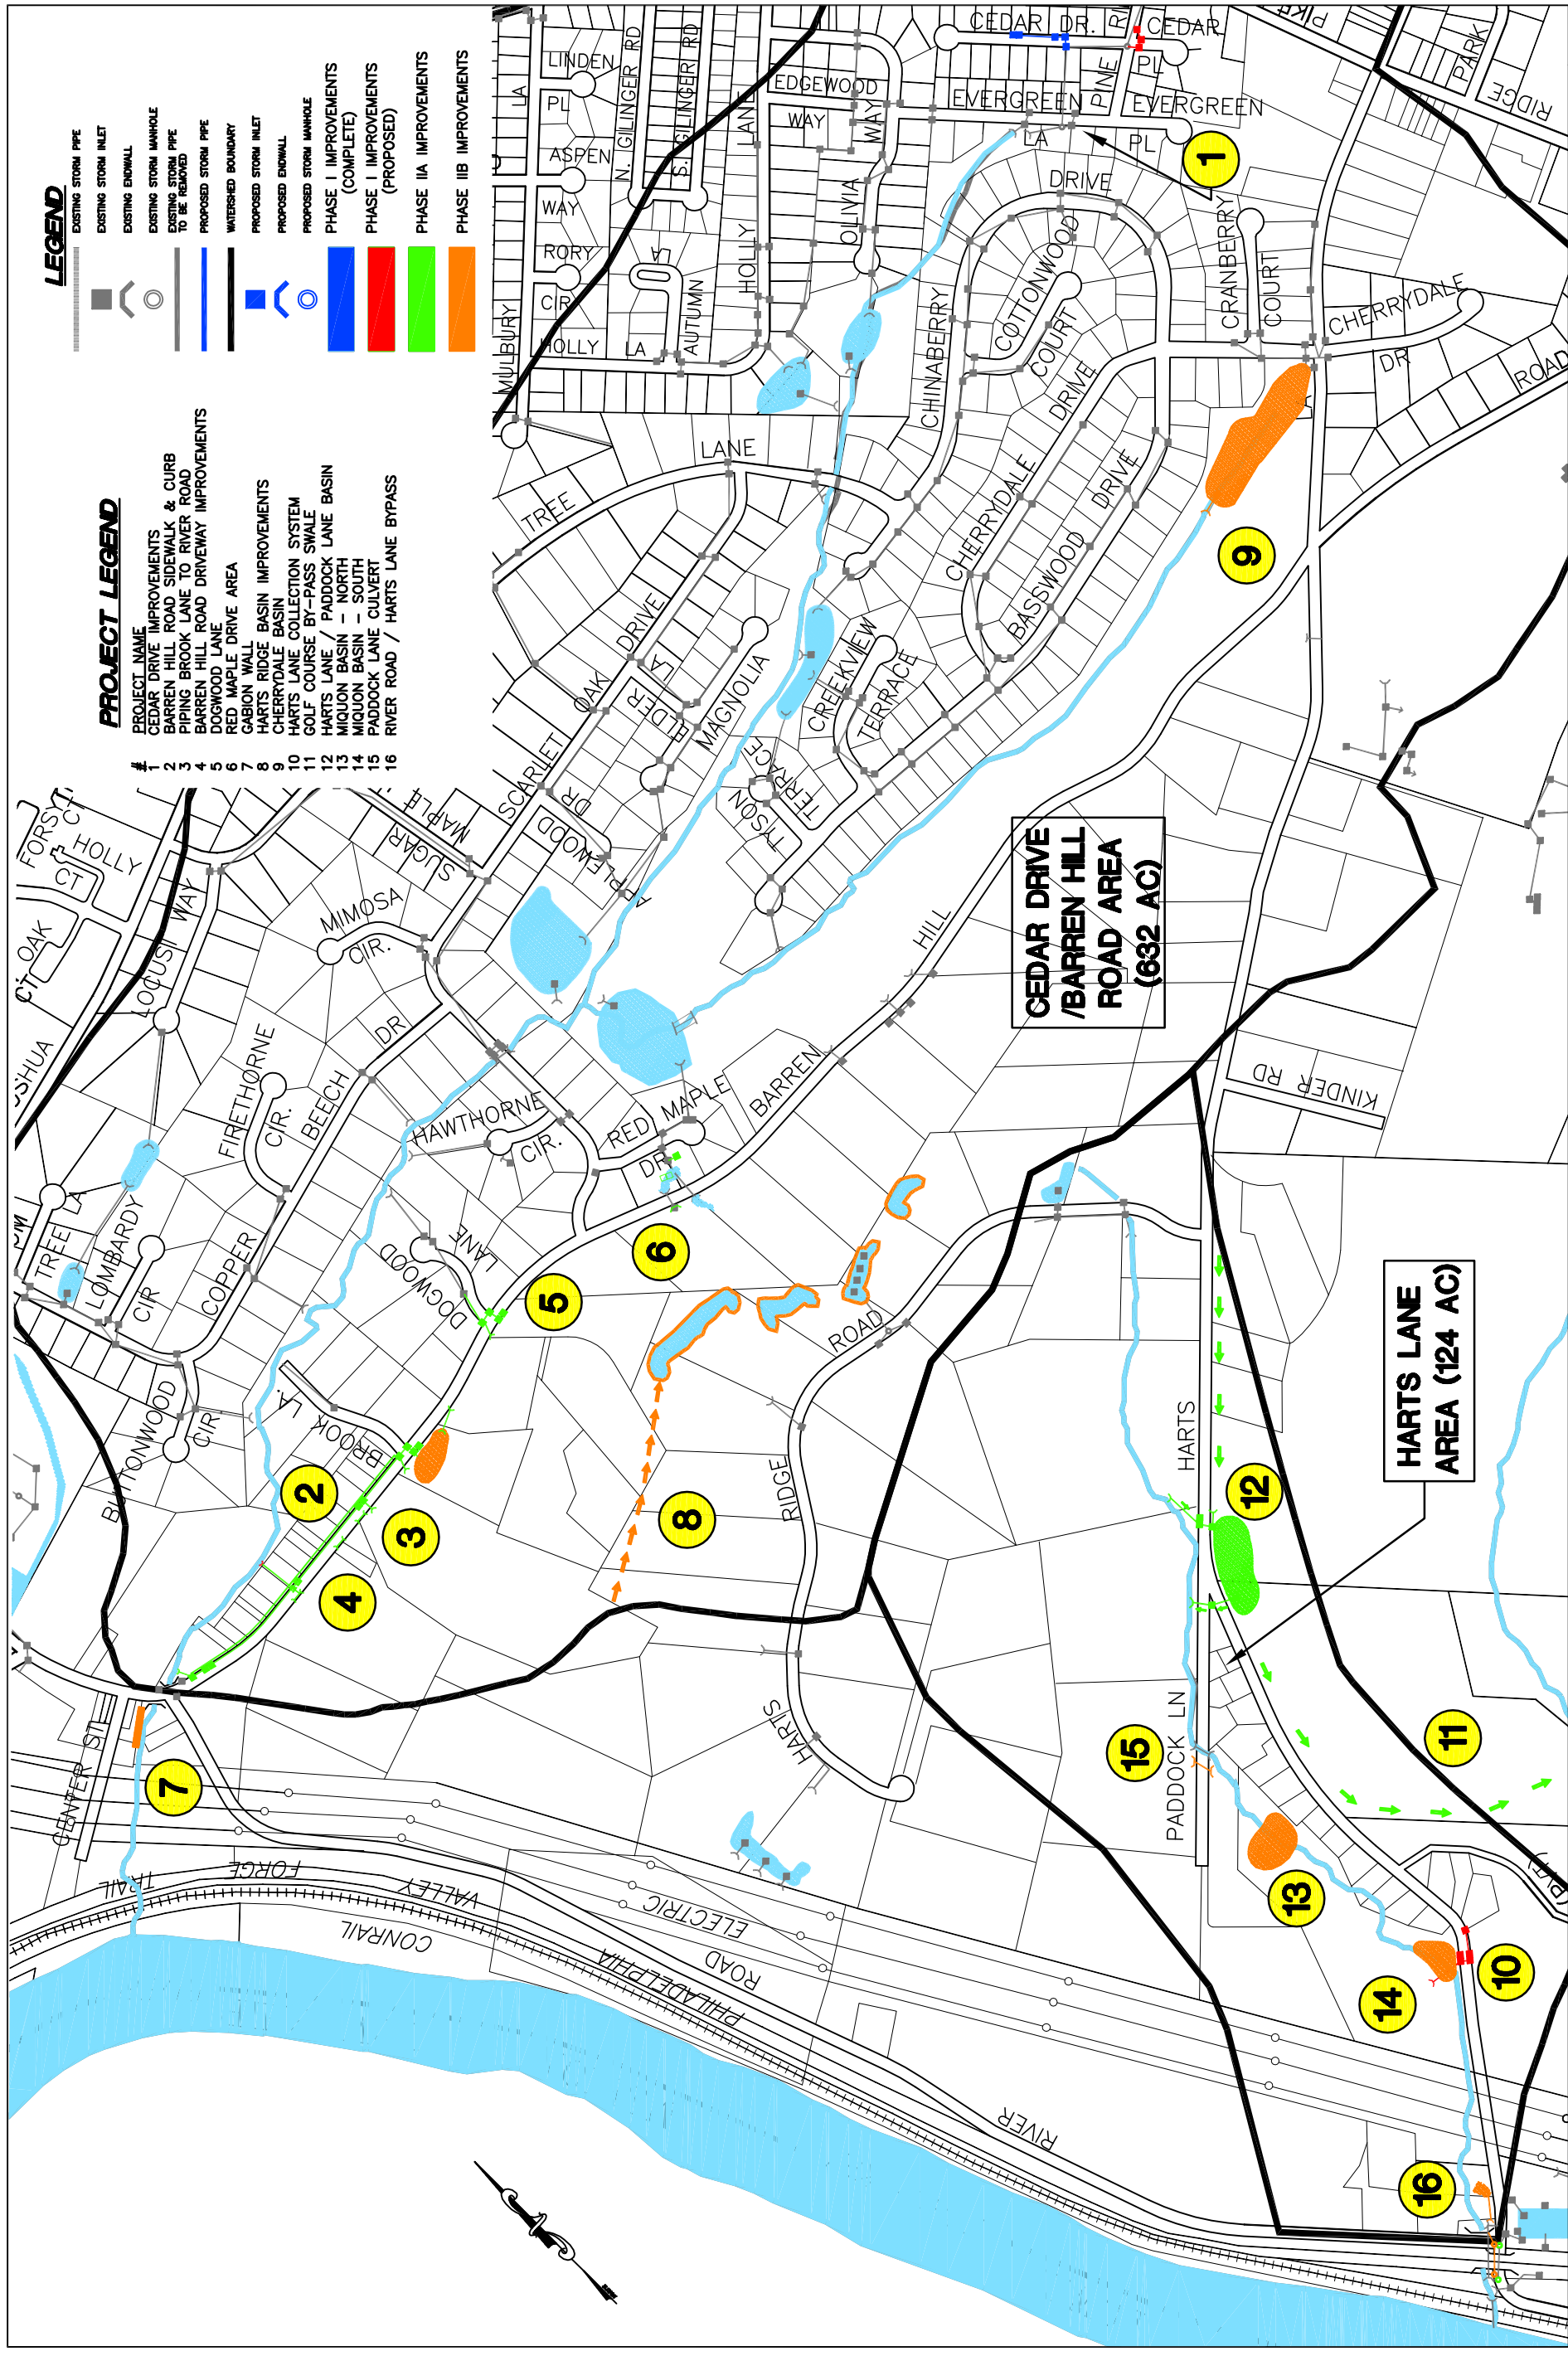 LEGEND
EXISTING STORM PIPE
EXISTING STORM INLET
EXISTING ENDWALL
EXISTING STORM MANHOLE
EXISTING STORM PIPE
TO BE REMOVED
PROPOSED STORM PIPE
WATERSHED BOUNDARY
PROPOSED STORM INLET
PROPOSED ENDWALL
PROPOSED STORM MANHOLE
PHASE I IMPROVEMENTS
(COMPLETE)
PHASE I IMPROVEMENTS
(PROPOSED)
PHASE IIA IMPROVEMENTS
PHASE IIB IMPROVEMENTS
PROJECT LEGEND
# PROJECT NAME
1 CEDAR DRIVE IMPROVEMENTS
2 BARREN HILL ROAD SIDEWALK & CURB
3 PIPING BROOK LANE TO RIVER ROAD
4 BARREN HILL ROAD DRIVEWAY IMPROVEMENTS
5 DOGWOOD LANE
6 RED MAPLE DRIVE AREA
7 GABION WALL
8 HARTS RIDGE BASIN IMPROVEMENTS
9 CHERRYDALE BASIN
10 HARTS LANE COLLECTION SYSTEM
11 GOLF COURSE BY-PASS SWALE
12 HARTS LANE / PADDOCK LANE BASIN
13 MIQUON BASIN - NORTH
14 MIQUON BASIN - SOUTH
15 PADDOCK LANE CULVERT
16 RIVER ROAD / HARTS LANE BYPASS
CEDAR DRIVE
/BARREN HILL
ROAD AREA
(632 AC)
HARTS LANE
AREA (124 AC)
LA
LINDEN
PL
N. GILINGER RD
S. GILINGER RD
ASPEN
WAY
RORY
CIR
MULBURY
HOLLY LA
AUTUMN
LA
HOLLY
LANE
EDGEWOOD
WAY
OLIVIA
WAY
CEDAR DR.
CEDAR
PL
EVERGREEN
LA
PINE
EVERGREEN
PL
PIKE
PARK
RIDGE
DRIVE
COTTONWOOD
COURT
CHINABERRY
CRANBERRY
COURT
CHERRYDALE
DR
ROAD
CHERRYDALE
DRIVE
BASSWOOD
DRIVE
TREE
LANE
SCARLET
OAK
DRIVE
ELDER
LA
MAGNOLIA
CREEKVIEW
TERRACE
TYSON
TERRACE
APPLEWOOD
DR
SUGAR
MAPLE
MIMOSA
CIR.
HOLLY
CT
OAK
CT
LOCUST
WAY
FIRETHORNE
CIR.
COPPER
BEECH
DR
HAWTHORNE
CIR.
RED
MAPLE
DR
BARREN
HILL
TREE LA
LOMBARDY
CIR
BUTTONWOOD
CIR.
DOGWOOD
LANE
BROOK LA.
HARTS
RIDGE
ROAD
KINDER RD
HARTS
PADDOCK LN
CENTER ST.
VALLEY
FORGE
TRAIL
CONRAIL
PHILADELPHIA
ELECTRIC
RIVER
ROAD
1
2
3
4
5
6
7
8
9
10
11
12
13
14
15
16